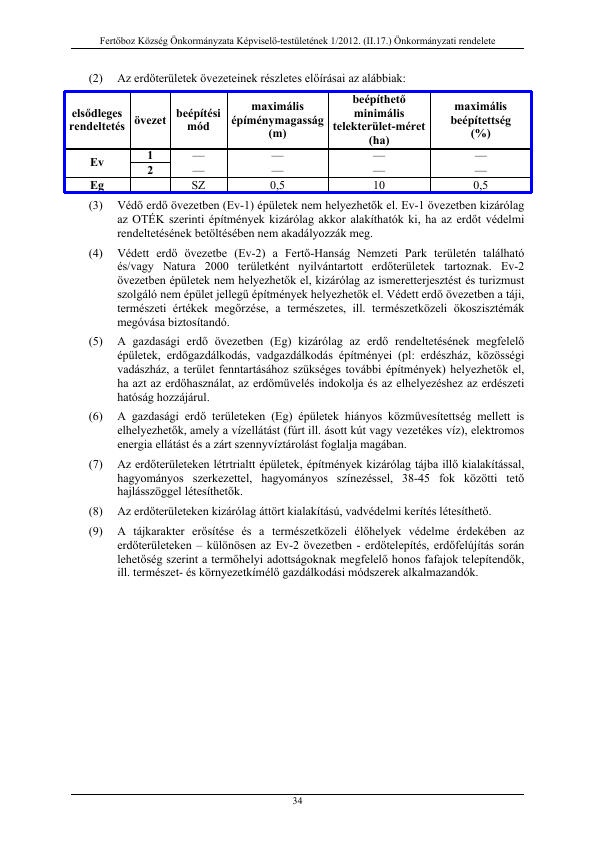 Fertőboz Község Önkormányzata Képviselő-testületének 1/2012. (II.17.) Önkormányzati rendelete
(2) Az erdőterületek övezeteinek részletes előírásai az alábbiak:
elsődleges rendeltetés övezet beépítési mód maximális építménymagasság (m) beépíthető minimális telekterület-méret (ha) maximális beépítettség (%)
Ev 1 — — — —
2 — — — —
Eg SZ 0,5 10 0,5
(3) Védő erdő övezetben (Ev-1) épületek nem helyezhetők el. Ev-1 övezetben kizárólag
az OTÉK szerinti építmények kizárólag akkor alakíthatók ki, ha az erdőt védelmi
rendeltetésének betöltésében nem akadályozzák meg.
(4) Védett erdő övezetbe (Ev-2) a Fertő-Hanság Nemzeti Park területén található
és/vagy Natura 2000 területként nyilvántartott erdőterületek tartoznak. Ev-2
övezetben épületek nem helyezhetők el, kizárólag az ismeretterjesztést és turizmust
szolgáló nem épület jellegű építmények helyezhetők el. Védett erdő övezetben a táji,
természeti értékek megőrzése, a természetes, ill. természetközeli ökoszisztémák
megóvása biztosítandó.
(5) A gazdasági erdő övezetben (Eg) kizárólag az erdő rendeltetésének megfelelő
épületek, erdőgazdálkodás, vadgazdálkodás építményei (pl: erdészház, közösségi
vadászház, a terület fenntartásához szükséges további építmények) helyezhetők el,
ha azt az erdőhasználat, az erdőművelés indokolja és az elhelyezéshez az erdészeti
hatóság hozzájárul.
(6) A gazdasági erdő területeken (Eg) épületek hiányos közművesítettség mellett is
elhelyezhetők, amely a vízellátást (fúrt ill. ásott kút vagy vezetékes víz), elektromos
energia ellátást és a zárt szennyvíztárolást foglalja magában.
(7) Az erdőterületeken létrtrialtt épületek, építmények kizárólag tájba illő kialakítással,
hagyományos szerkezettel, hagyományos színezéssel, 38-45 fok közötti tető
hajlásszöggel létesíthetők.
(8) Az erdőterületeken kizárólag áttört kialakítású, vadvédelmi kerítés létesíthető.
(9) A tájkarakter erősítése és a természetközeli élőhelyek védelme érdekében az
erdőterületeken – különösen az Ev-2 övezetben - erdőtelepítés, erdőfelújítás során
lehetőség szerint a termőhelyi adottságoknak megfelelő honos fafajok telepítendők,
ill. természet- és környezetkímélő gazdálkodási módszerek alkalmazandók.
34